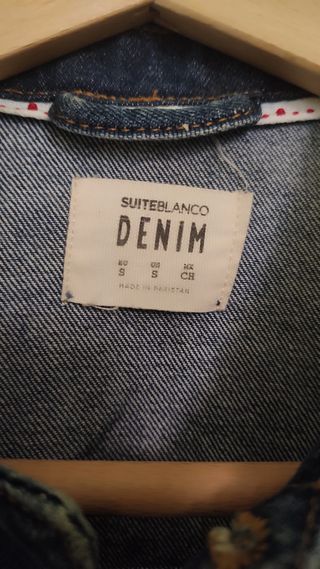 SUITEBLANCO
DENIM
EU US MX
S S CH
MADE IN PAKISTAN